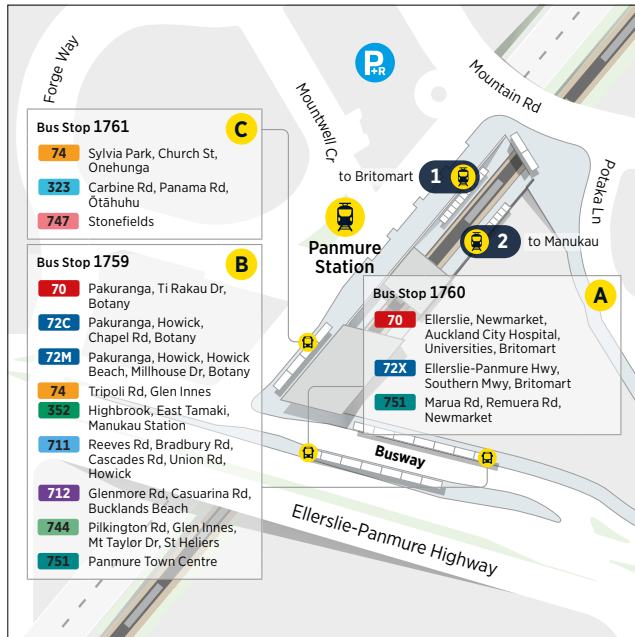 Forge Way
P+R
Mountain Rd
Mountwell Cr
Potaka Ln
C
Bus Stop 1761
74 Sylvia Park, Church St,
Onehunga
323 Carbine Rd, Panama Rd,
Ōtāhuhu
747 Stonefields
to Britomart 1
2 to Manukau
Panmure
Station
B
Bus Stop 1759
70 Pakuranga, Ti Rakau Dr,
Botany
72C Pakuranga, Howick,
Chapel Rd, Botany
72M Pakuranga, Howick, Howick
Beach, Millhouse Dr, Botany
74 Tripoli Rd, Glen Innes
352 Highbrook, East Tamaki,
Manukau Station
711 Reeves Rd, Bradbury Rd,
Cascades Rd, Union Rd,
Howick
712 Glenmore Rd, Casuarina Rd,
Bucklands Beach
744 Pilkington Rd, Glen Innes,
Mt Taylor Dr, St Heliers
751 Panmure Town Centre
A
Bus Stop 1760
70 Ellerslie, Newmarket,
Auckland City Hospital,
Universities, Britomart
72X Ellerslie-Panmure Hwy,
Southern Mwy, Britomart
751 Marua Rd, Remuera Rd,
Newmarket
Busway
Ellerslie-Panmure Highway